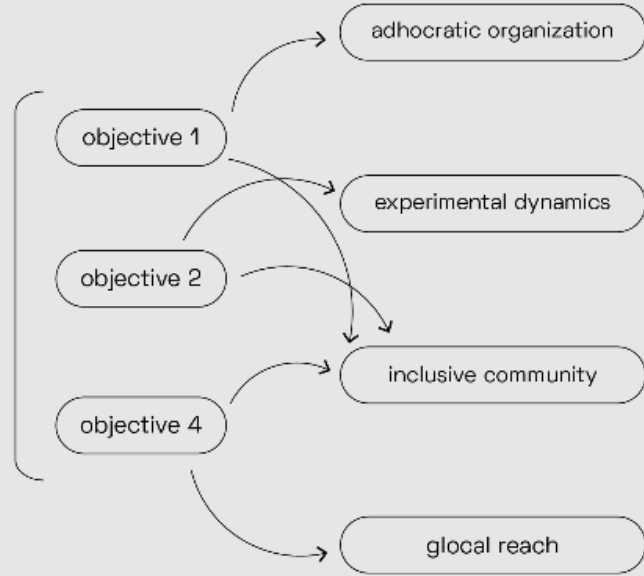 adhocratic organization
objective 1
experimental dynamics
objective 2
inclusive community
objective 4
glocal reach